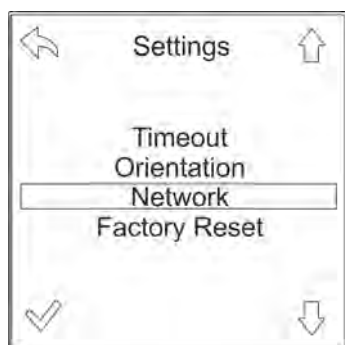 Settings
Timeout
Orientation
Network
Factory Reset